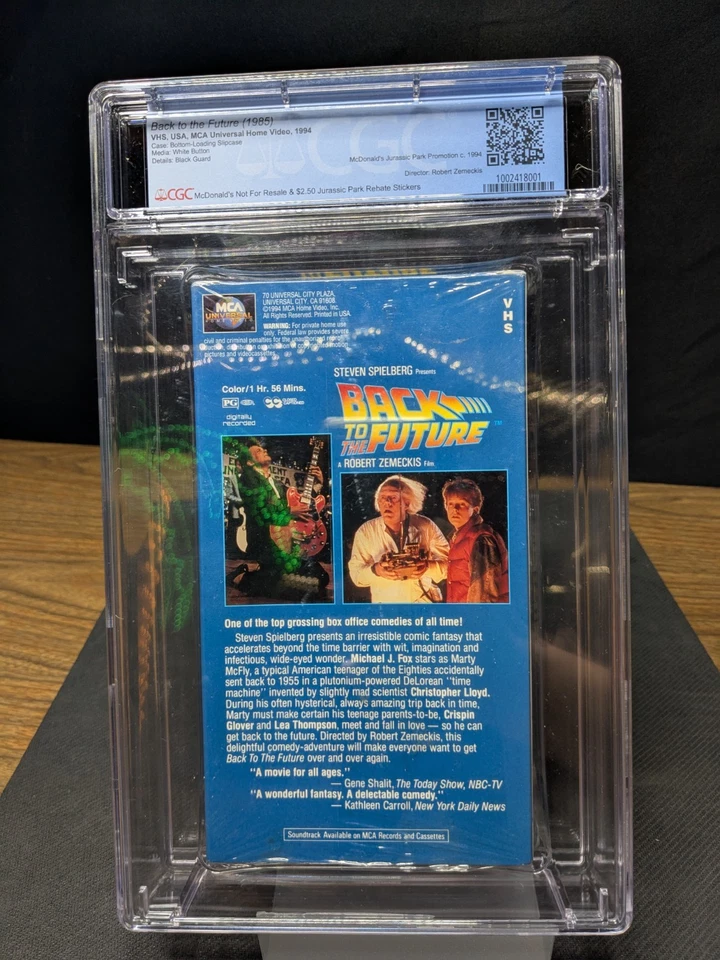 Back to the Future (1985)
VHS, USA, MCA Universal Home Video, 1994
Case: Bottom-Loading Slipcase
Media: White Button
Details: Black Guard
McDonald's Jurassic Park Promotion c. 1994
Director: Robert Zemeckis
1002418001
CGC McDonald's Not For Resale & $2.50 Jurassic Park Rebate Stickers
MCA
UNIVERSAL
70 UNIVERSAL CITY PLAZA,
UNIVERSAL CITY, CA 91608
©1994 MCA Home Video, Inc.
All Rights Reserved. Printed in USA.
WARNING: For private home use
only. Federal law provides severe
civil and criminal penalties for the unauthorized
pictures and videocassettes.
VHS
STEVEN SPIELBERG Presents
Color/1 Hr. 56 Mins.
PG
CC
digitally
recorded
BACK
TO THE FUTURE™
A ROBERT ZEMECKIS Film
One of the top grossing box office comedies of all time!
Steven Spielberg presents an irresistible comic fantasy that
accelerates beyond the time barrier with wit, imagination and
infectious, wide-eyed wonder. Michael J. Fox stars as Marty
McFly, a typical American teenager of the Eighties accidentally
sent back to 1955 in a plutonium-powered DeLorean "time
machine" invented by slightly mad scientist Christopher Lloyd.
During his often hysterical, always amazing trip back in time,
Marty must make certain his teenage parents-to-be, Crispin
Glover and Lea Thompson, meet and fall in love — so he can
get back to the future. Directed by Robert Zemeckis, this
delightful comedy-adventure will make everyone want to get
Back To The Future over and over again.
"A movie for all ages."
— Gene Shalit, The Today Show, NBC-TV
"A wonderful fantasy. A delectable comedy."
— Kathleen Carroll, New York Daily News
Soundtrack Available on MCA Records and Cassettes